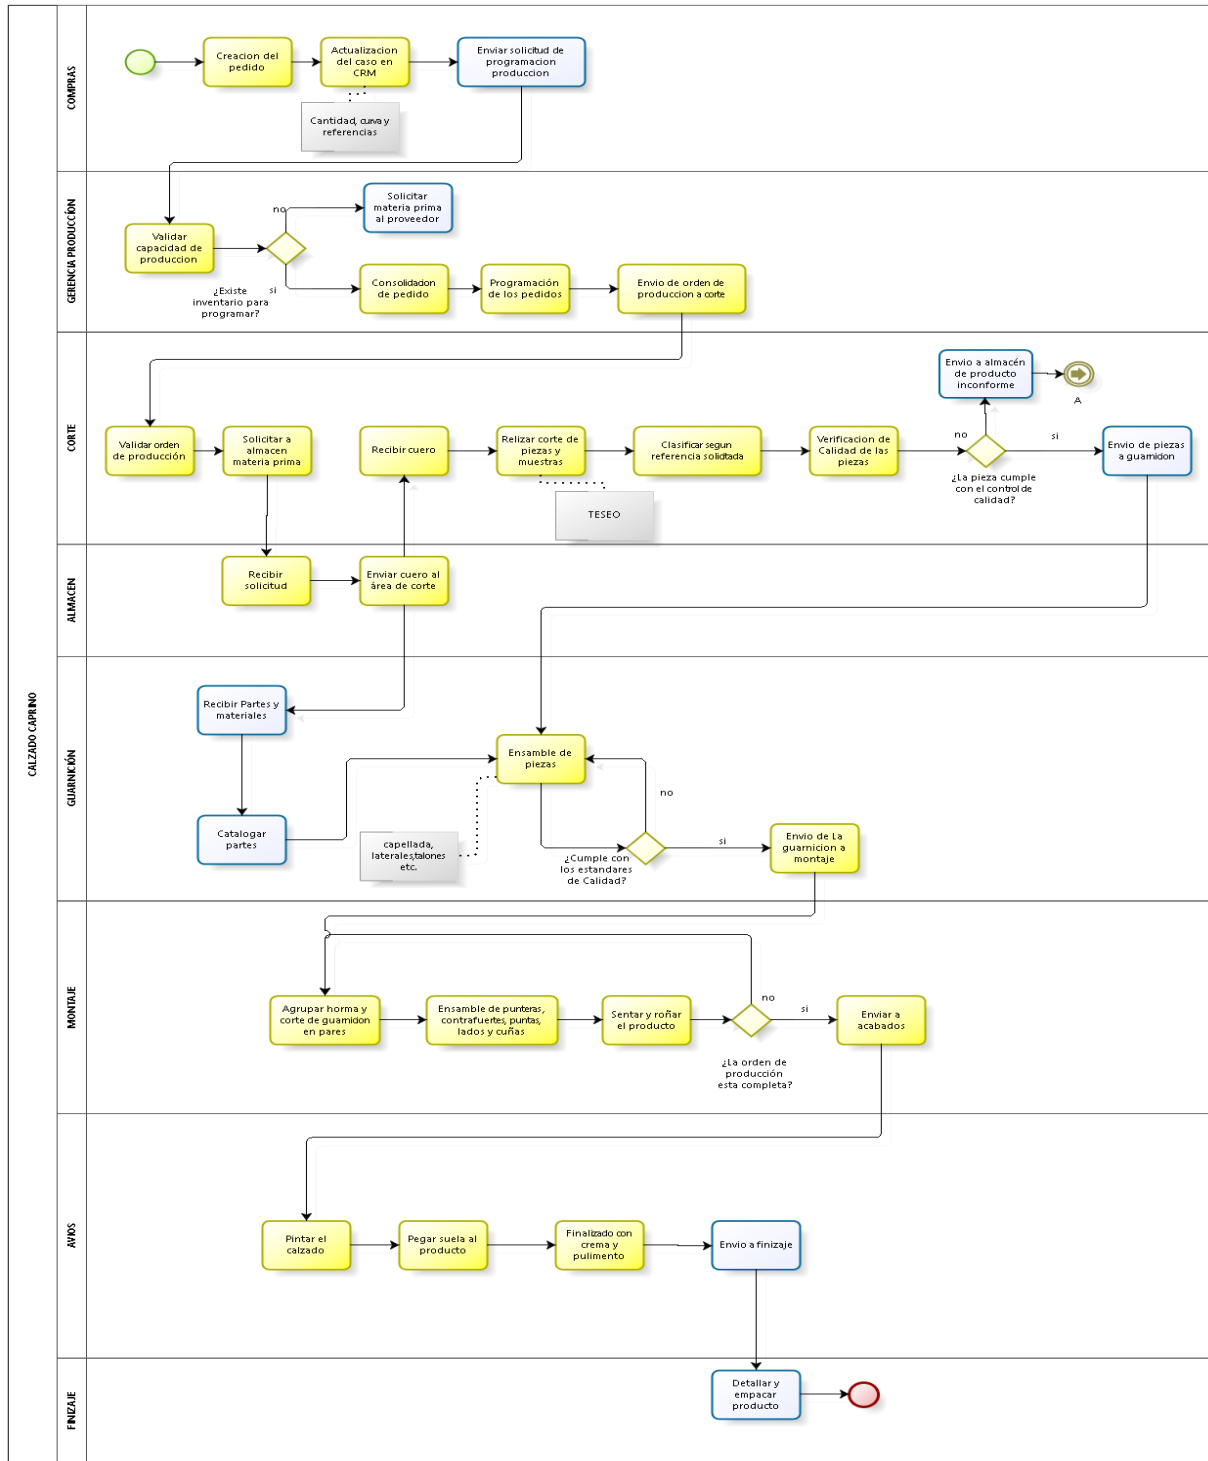 CALZADO CAPRINO
COMPRAS
Creacion del
pedido
Actualizacion
del caso en
CRM
Enviar solicitud de
programacion
produccion
Cantidad, curva y
referencias
GERENCIA PRODUCCÍON
Validar
capacidad de
produccion
no
Solicitar
materia prima
al proveedor
¿Existe
inventario para
programar?
si
Consolidacion
de pedido
Programación
de los pedidos
Envio de orden de
produccion a corte
CORTE
Validar orden
de producción
Solicitar a
almacen
materia prima
Recibir cuero
Relizar corte de
piezas y
muestras
TESEO
Clasificar segun
referencia solicitada
Verificacion de
Calidad de las
piezas
no
¿La pieza cumple
con el control de
calidad?
Envio a almacén
de producto
inconforme
A
si
Envio de piezas
a guarnicion
ALMACEN
Recibir
solicitud
Enviar cuero al
área de corte
GUARNICIÓN
Recibir Partes y
materiales
Catalogar
partes
Ensamble de
piezas
capellada,
laterales,talones
etc.
no
¿Cumple con
los estandares
de Calidad?
si
Envio de La
guarnicion a
montaje
MONTAJE
Agrupar horma y
corte de guarnicion
en pares
Ensamble de punteras,
contrafuertes, puntas,
lados y cuñas
Sentar y roñar
el producto
no
¿La orden de
producción
esta completa?
si
Enviar a
acabados
AVIOS
Pintar el
calzado
Pegar suela al
producto
Finalizado con
crema y
pulimento
Envio a finizaje
FINIZAJE
Detallar y
empacar
producto